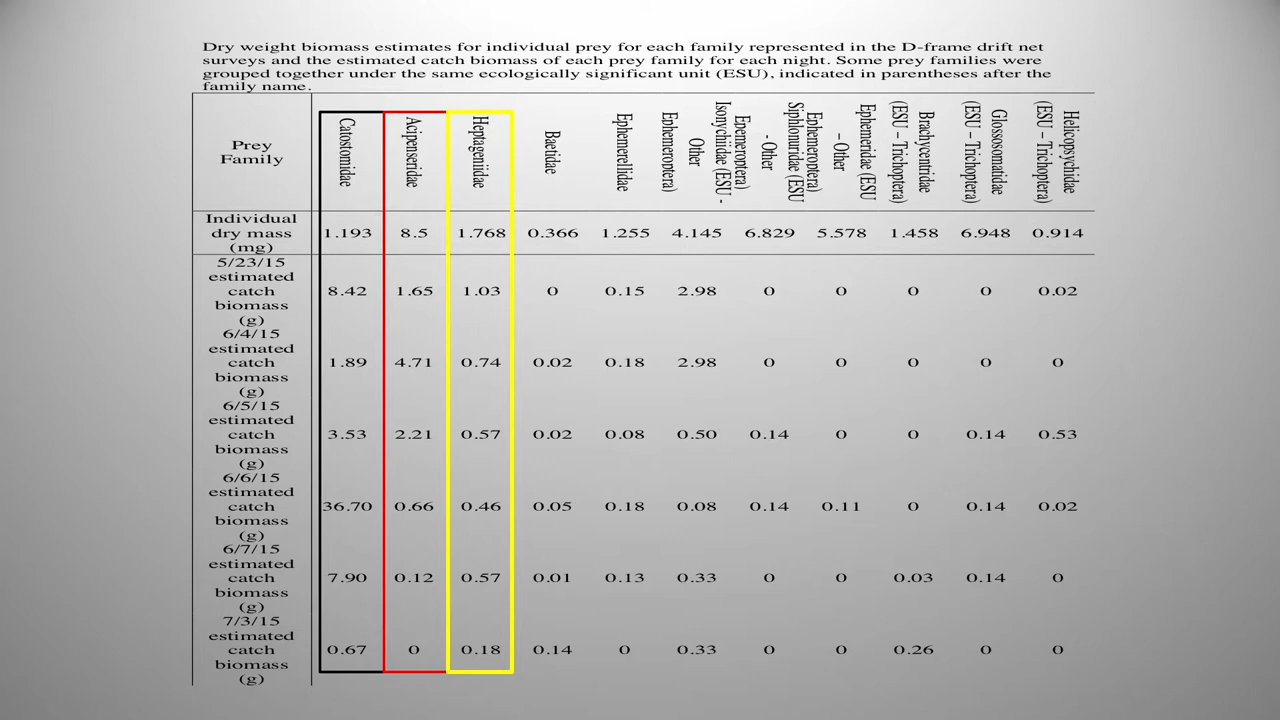 Dry weight biomass estimates for individual prey for each family represented in the D-frame drift net
surveys and the estimated catch biomass of each prey family for each night. Some prey families were
grouped together under the same ecologically significant unit (ESU), indicated in parentheses after the
family name.
Prey
Family
Catostomidae
Acipenseridae
Heptageniidae
Baetidae
Ephemerellidae
Isonychiidae (ESU -
Other
Ephemeroptera)
Siphlonuridae (ESU
- Other
Epemeroptera)
Ephemeridae (ESU
– Other
Ephemeroptera)
Brachycentridae
(ESU – Trichoptera)
Glossosomatidae
(ESU – Trichoptera)
Helicopsychidae
(ESU – Trichoptera)
Individual
dry mass
(mg)
1.193 8.5 1.768 0.366 1.255 4.145 6.829 5.578 1.458 6.948 0.914
5/23/15
estimated
catch
biomass
(g)
8.42 1.65 1.03 0 0.15 2.98 0 0 0 0 0.02
6/4/15
estimated
catch
biomass
(g)
1.89 4.71 0.74 0.02 0.18 2.98 0 0 0 0 0
6/5/15
estimated
catch
biomass
(g)
3.53 2.21 0.57 0.02 0.08 0.50 0.14 0 0 0.14 0.53
6/6/15
estimated
catch
biomass
(g)
36.70 0.66 0.46 0.05 0.18 0.08 0.14 0.11 0 0.14 0.02
6/7/15
estimated
catch
biomass
(g)
7.90 0.12 0.57 0.01 0.13 0.33 0 0 0.03 0.14 0
7/3/15
estimated
catch
biomass
(g)
0.67 0 0.18 0.14 0 0.33 0 0 0.26 0 0